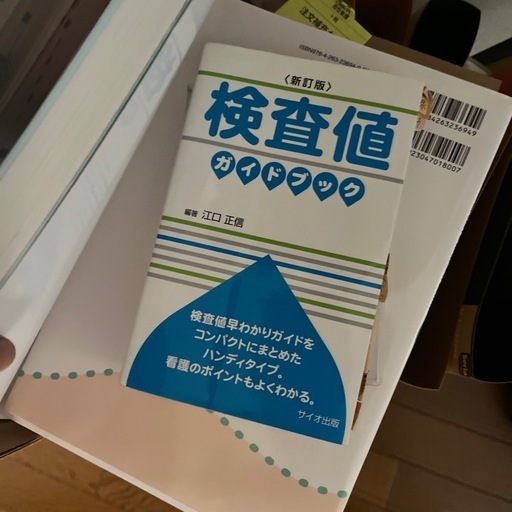 〈新訂版〉
検査値
ガイドブック
編著 江口 正信
検査値早わかりガイドを
コンパクトにまとめた
ハンディタイプ。
看護のポイントもよくわかる。
サイオ出版